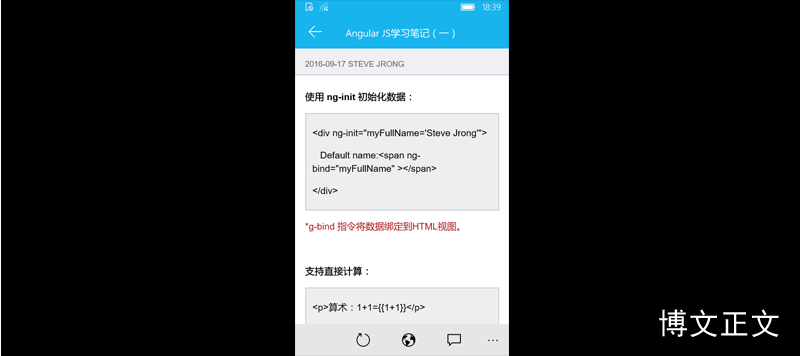 18:39
Angular JS学习笔记（一）
2016-09-17 STEVE JRONG
使用 ng-init 初始化数据：
<div ng-init="myFullName='Steve Jrong'">
Default name:<span ng-
bind="myFullName" ></span>
</div>
*g-bind 指令将数据绑定到HTML视图。
支持直接计算：
<p>算术：1+1={{1+1}}</p>
博文正文